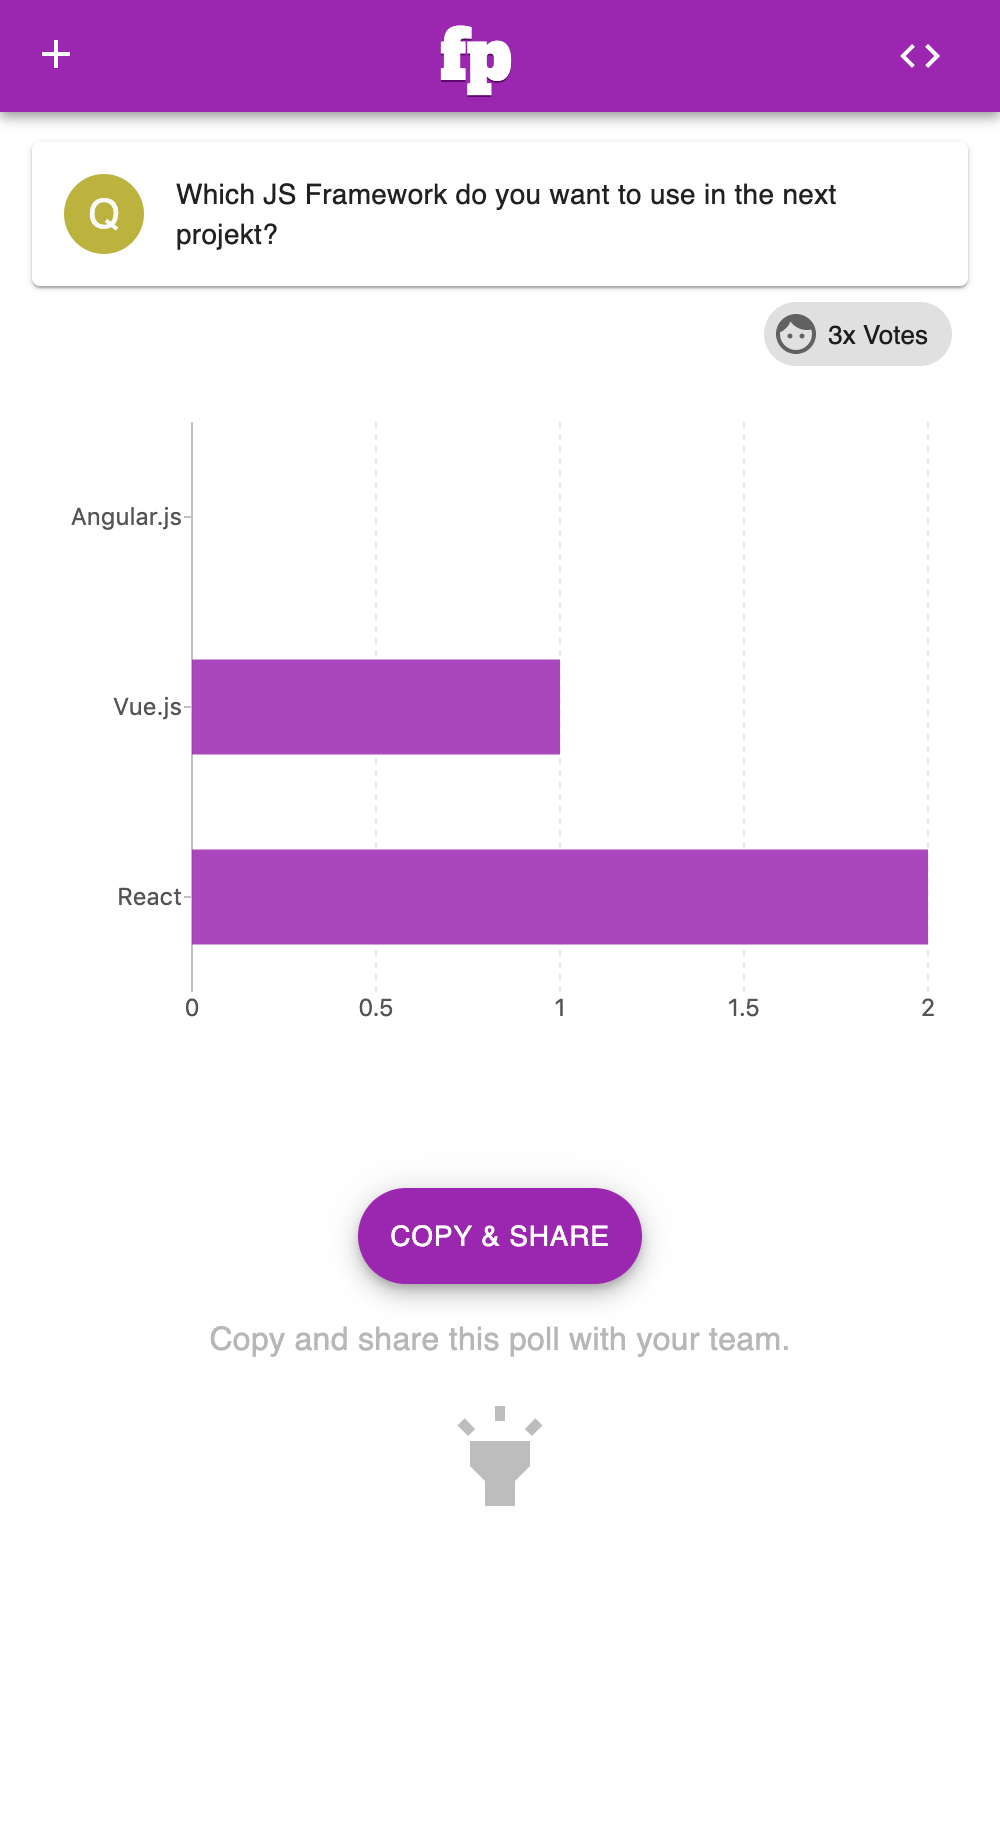 fp
Q
Which JS Framework do you want to use in the next
projekt?
3x Votes
Angular.js
Vue.js
React
0 0.5 1 1.5 2
COPY & SHARE
Copy and share this poll with your team.